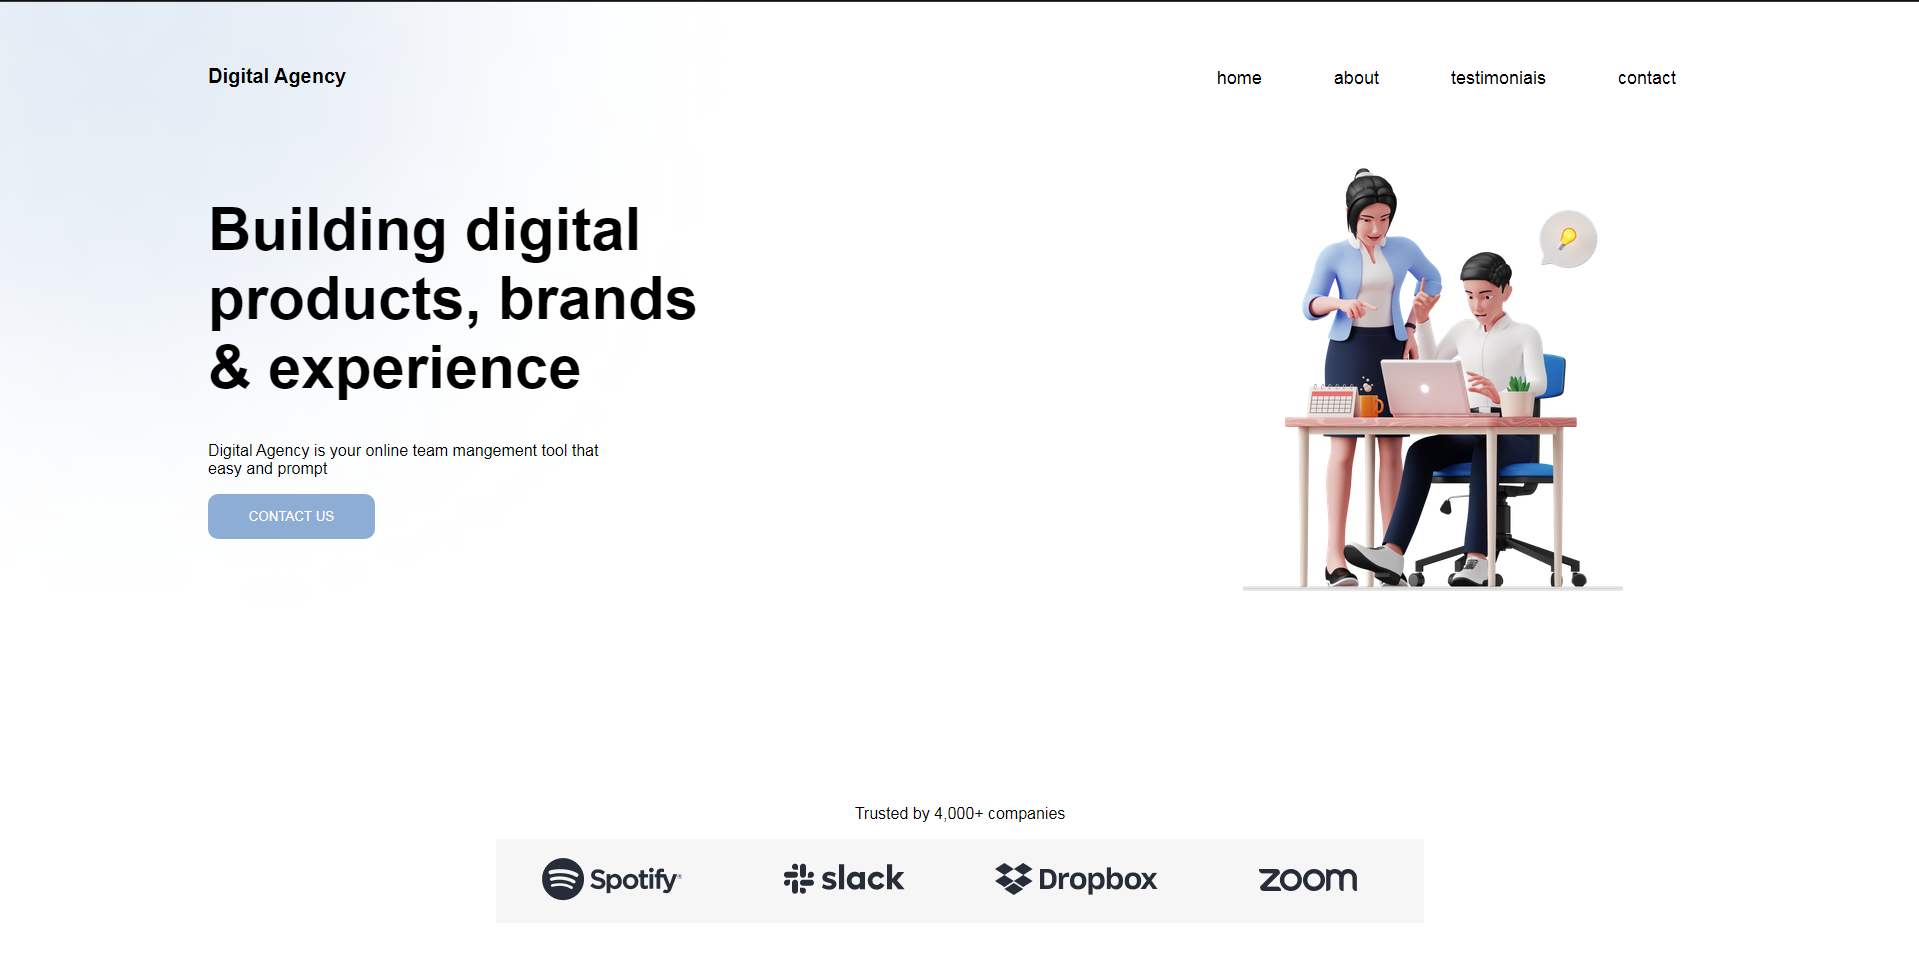 Digital Agency
home about testimoniais contact
Building digital
products, brands
& experience
Digital Agency is your online team mangement tool that
easy and prompt
CONTACT US
Trusted by 4,000+ companies
Spotify slack Dropbox zoom